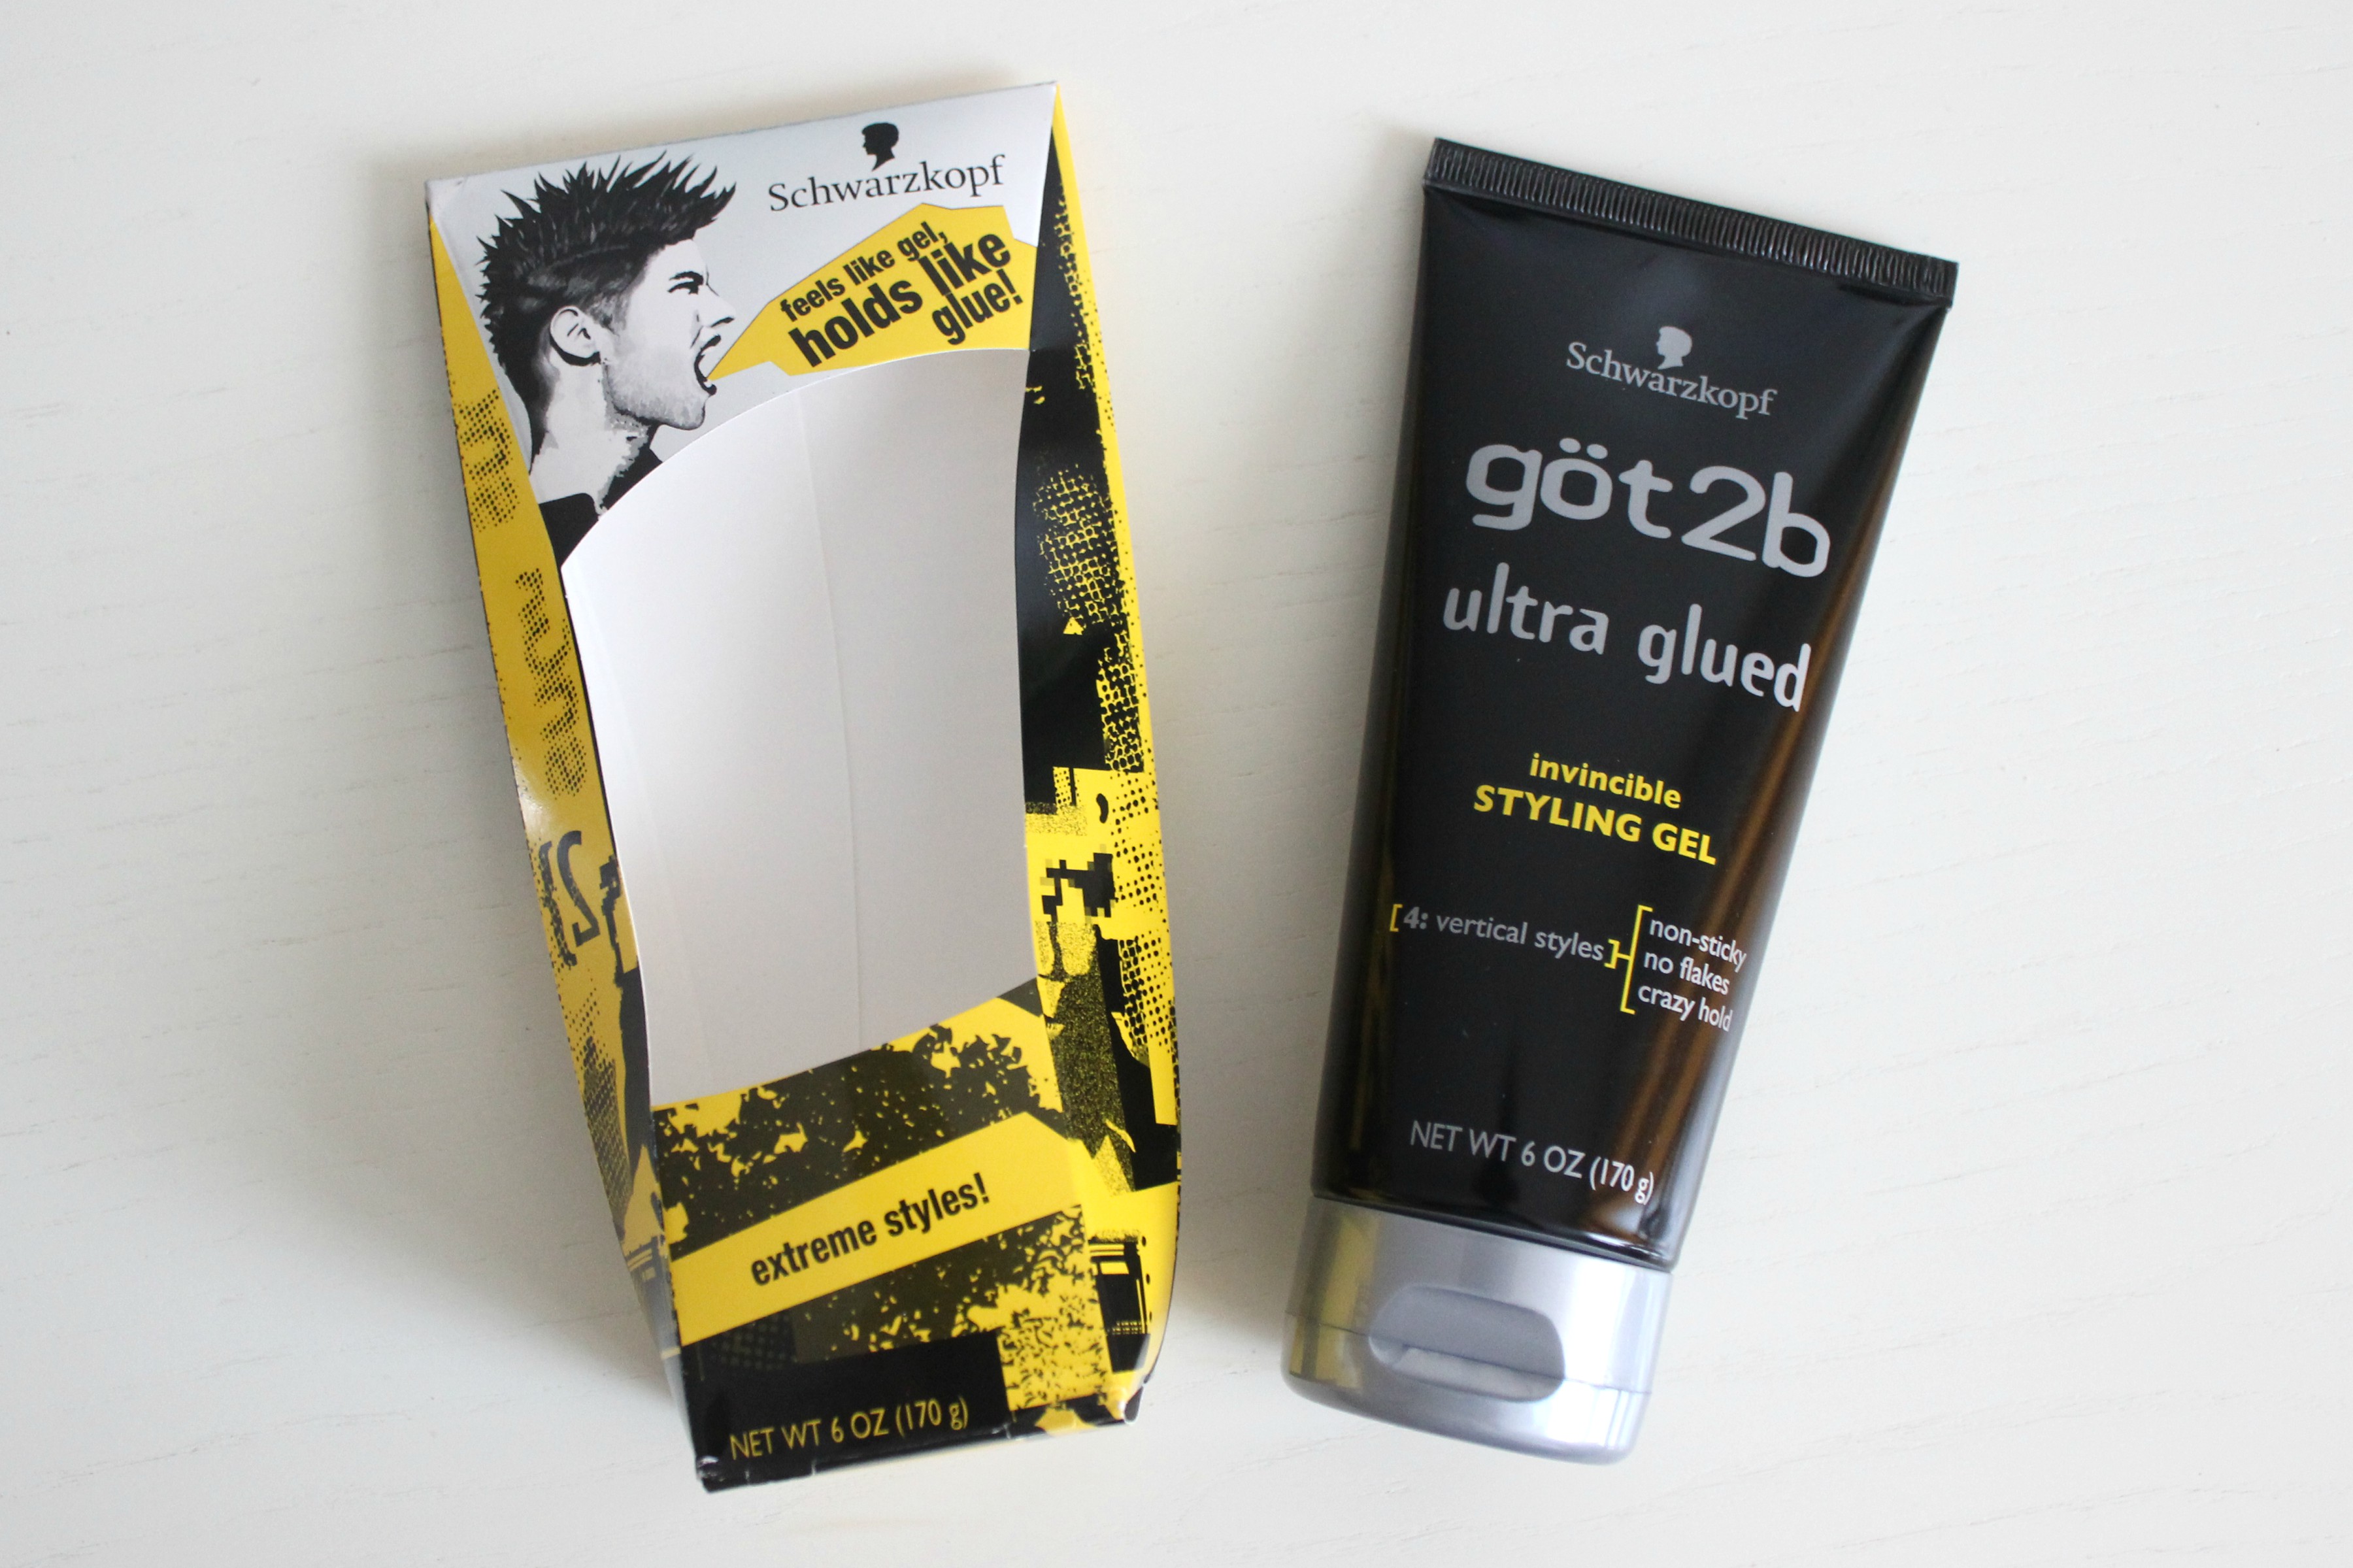 Schwarzkopf
feels like gel,
holds like
glue!
extreme styles!
NET WT 6 OZ (170 g)
Schwarzkopf
göt2b
ultra glued
invincible
STYLING GEL
[4: vertical styles]
non-sticky
no flakes
crazy hold
NET WT 6 OZ (170 g)